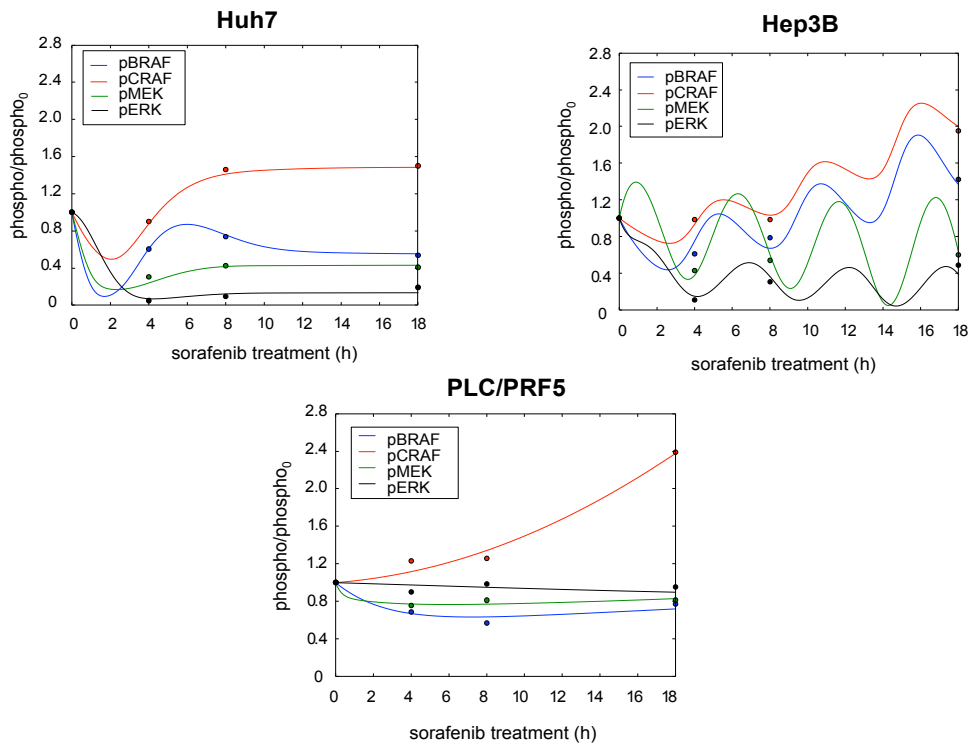 Huh7
2.8
2.4
2.0
1.6
1.2
0.8
0.4
0
pBRAF
pCRAF
pMEK
pERK
phospho/phospho₀
0 2 4 6 8 10 12 14 16 18
sorafenib treatment (h)
Hep3B
2.8
2.4
2.0
1.6
1.2
0.8
0.4
0
pBRAF
pCRAF
pMEK
pERK
phospho/phospho₀
0 2 4 6 8 10 12 14 16 18
sorafenib treatment (h)
PLC/PRF5
2.8
2.4
2.0
1.6
1.2
0.8
0.4
0
pBRAF
pCRAF
pMEK
pERK
phospho/phospho₀
0 2 4 6 8 10 12 14 16 18
sorafenib treatment (h)